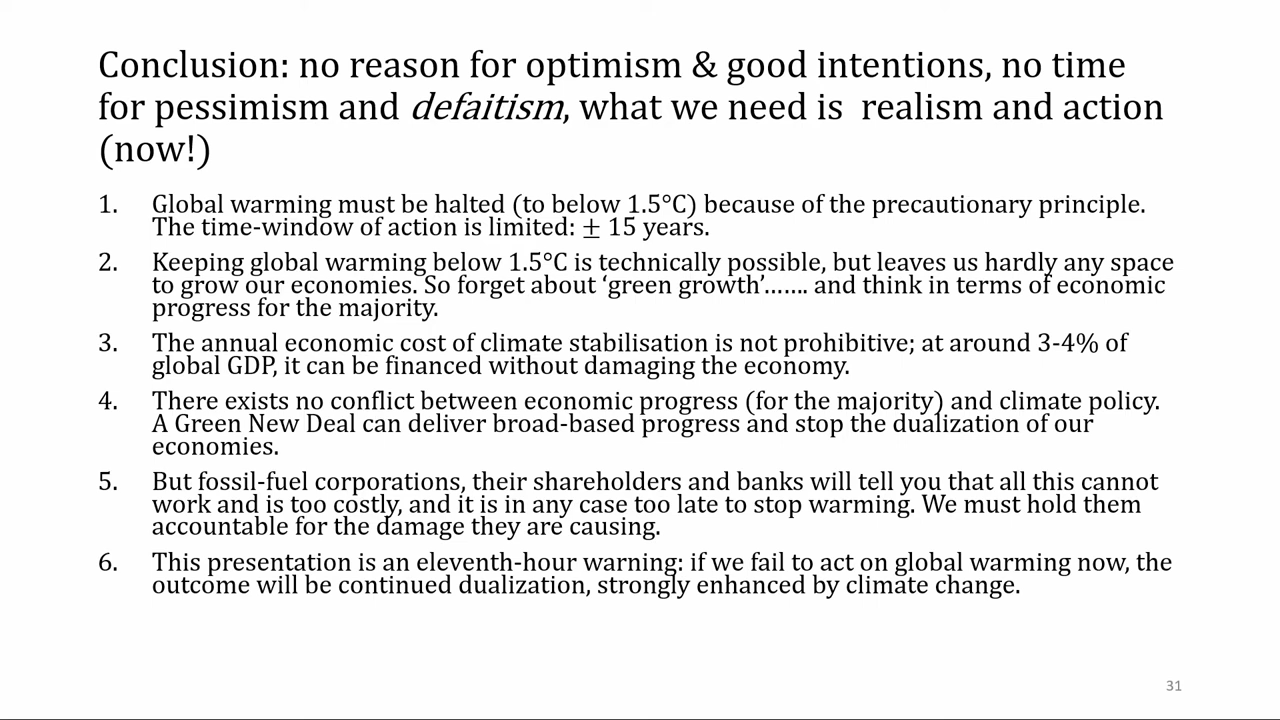 Conclusion: no reason for optimism & good intentions, no time
for pessimism and defaitism, what we need is  realism and action
(now!)
1. Global warming must be halted (to below 1.5°C) because of the precautionary principle.
The time-window of action is limited: ± 15 years.
2. Keeping global warming below 1.5°C is technically possible, but leaves us hardly any space
to grow our economies. So forget about ‘green growth’....... and think in terms of economic
progress for the majority.
3. The annual economic cost of climate stabilisation is not prohibitive; at around 3-4% of
global GDP, it can be financed without damaging the economy.
4. There exists no conflict between economic progress (for the majority) and climate policy.
A Green New Deal can deliver broad-based progress and stop the dualization of our
economies.
5. But fossil-fuel corporations, their shareholders and banks will tell you that all this cannot
work and is too costly, and it is in any case too late to stop warming. We must hold them
accountable for the damage they are causing.
6. This presentation is an eleventh-hour warning: if we fail to act on global warming now, the
outcome will be continued dualization, strongly enhanced by climate change.
31